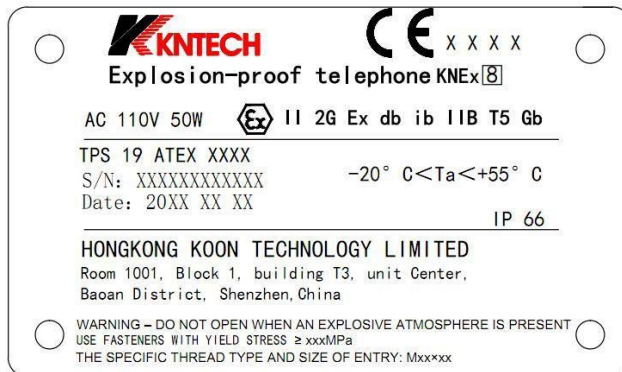 KNTECH CE X X X X
Explosion-proof telephone KNEx8
AC 110V 50W Ex II 2G Ex db ib IIB T5 Gb
TPS 19 ATEX XXXX
S/N: XXXXXXXXXXXX
-20° C<Ta<+55° C
Date: 20XX XX XX
IP 66
HONGKONG KOON TECHNOLOGY LIMITED
Room 1001, Block 1, building T3, unit Center,
Baoan District, Shenzhen, China
WARNING – DO NOT OPEN WHEN AN EXPLOSIVE ATMOSPHERE IS PRESENT
USE FASTENERS WITH YIELD STRESS ≥ xxxMPa
THE SPECIFIC THREAD TYPE AND SIZE OF ENTRY: Mxx×xx